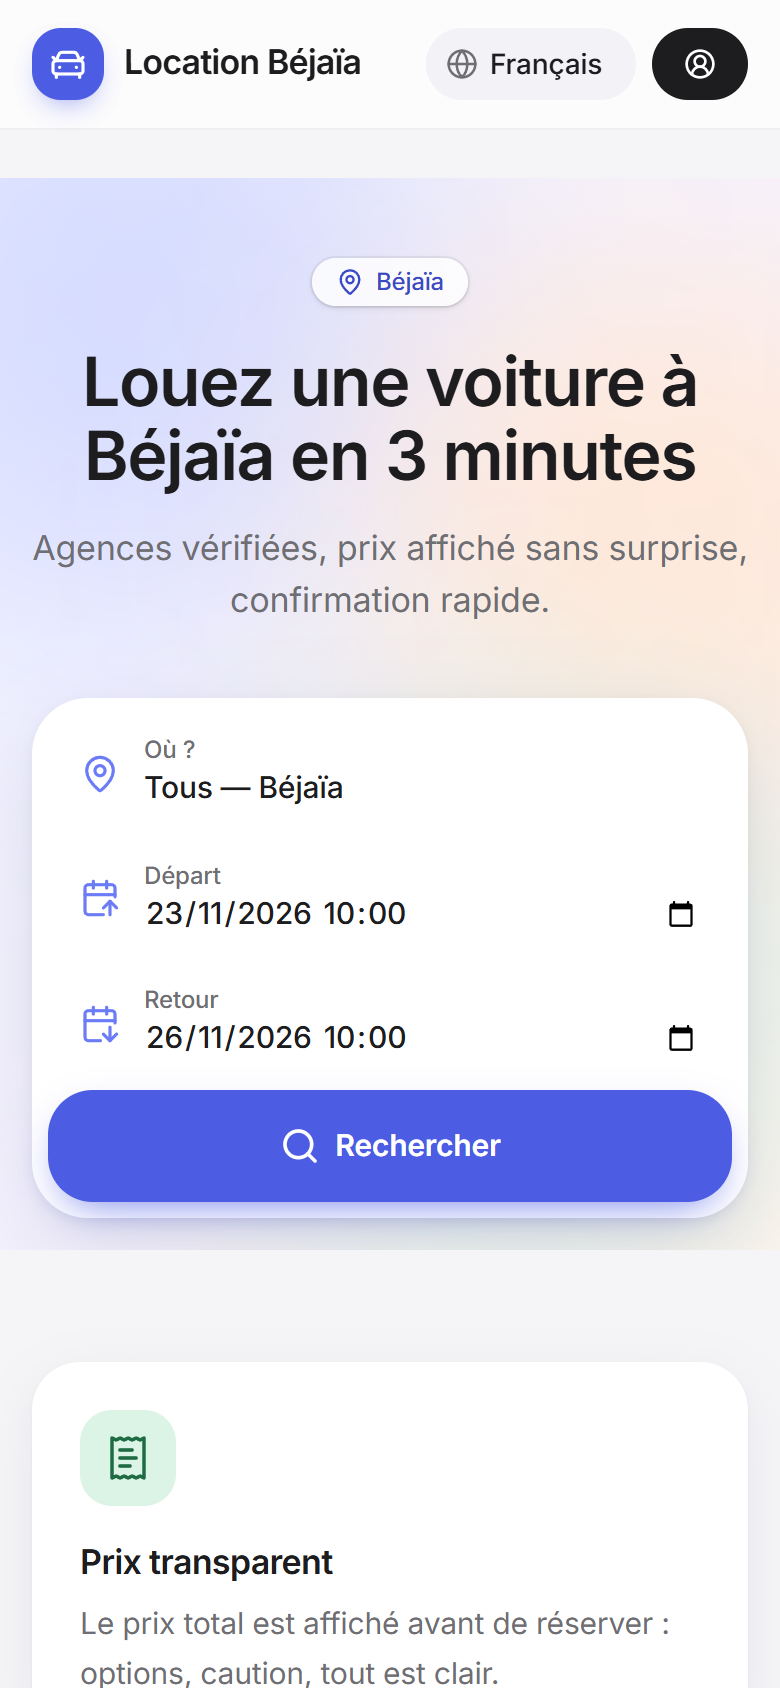 Location Béjaïa
Français
Béjaïa
Louez une voiture à
Béjaïa en 3 minutes
Agences vérifiées, prix affiché sans surprise,
confirmation rapide.
Où ?
Tous — Béjaïa
Départ
23/11/2026 10:00
Retour
26/11/2026 10:00
Rechercher
Prix transparent
Le prix total est affiché avant de réserver :
options, caution, tout est clair.